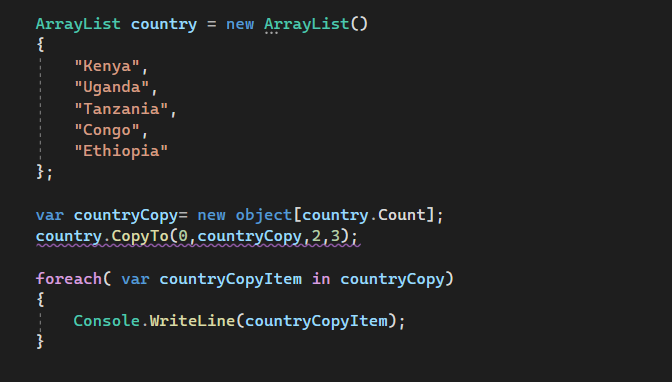 ArrayList country = new ArrayList()
{
    "Kenya",
    "Uganda",
    "Tanzania",
    "Congo",
    "Ethiopia"
};

var countryCopy= new object[country.Count];
country.CopyTo(0,countryCopy,2,3);

foreach( var countryCopyItem in countryCopy)
{
    Console.WriteLine(countryCopyItem);
}